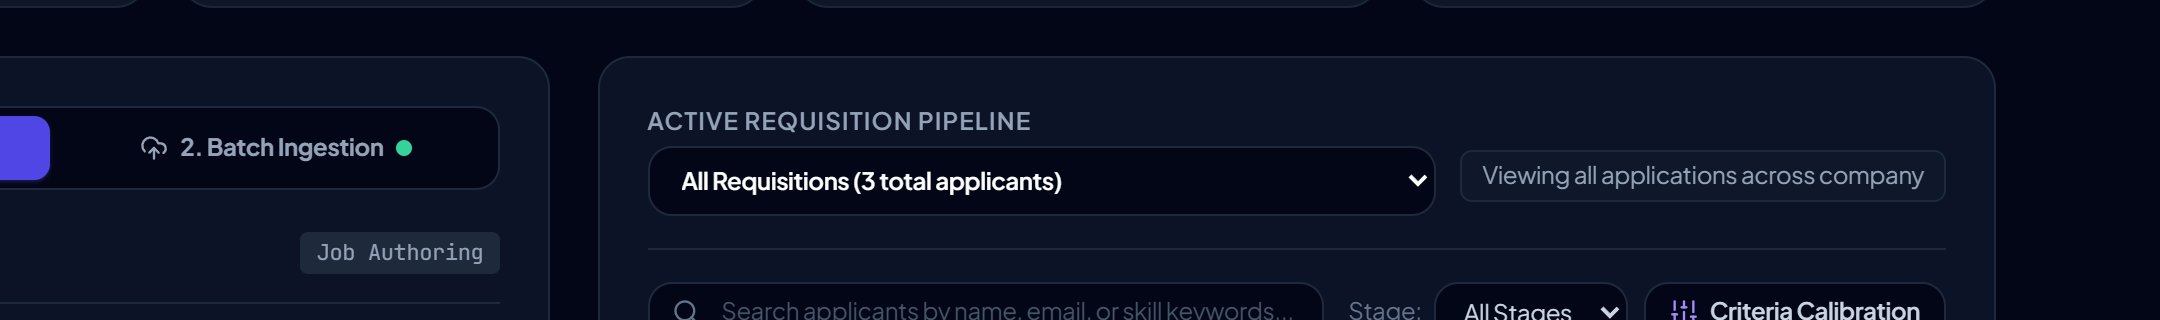 2. Batch Ingestion
Job Authoring
ACTIVE REQUISITION PIPELINE
All Requisitions (3 total applicants)
Viewing all applications across company
Search applicants by name, email, or skill keywords...
Stage:
All Stages
Criteria Calibration